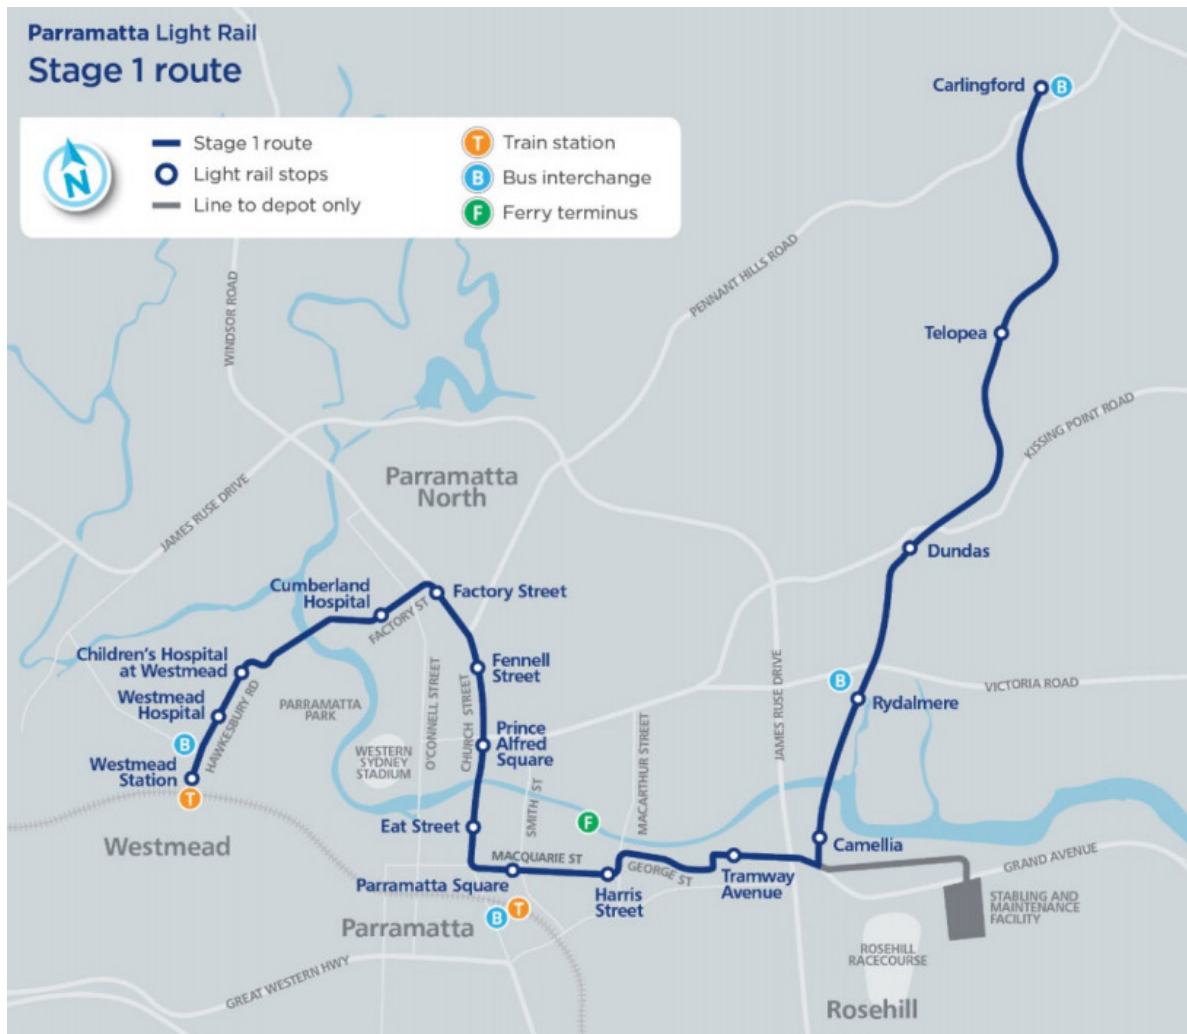 Parramatta Light Rail
Stage 1 route
N
Stage 1 route
Light rail stops
Line to depot only
T Train station
B Bus interchange
F Ferry terminus
Carlingford
B
WINDSOR ROAD
PENNANT HILLS ROAD
Telopea
KISSING POINT ROAD
Parramatta
North
JAMES RUSE DRIVE
Dundas
Cumberland
Hospital
Factory Street
FACTORY ST
Children's Hospital
at Westmead
Fennell
Street
Westmead
Hospital
HAWKESBURY RD
PARRAMATTA
PARK
O'CONNELL STREET
CHURCH STREET
JAMES RUSE DRIVE
B
Rydalmere
VICTORIA ROAD
B
Prince
Alfred
Square
WESTERN
SYDNEY
STADIUM
Westmead
Station
T
SMITH ST
MACARTHUR STREET
F
Westmead
Eat Street
Camellia
MACQUARIE ST
GEORGE ST
GRAND AVENUE
Parramatta Square
Harris
Street
Tramway
Avenue
STABLING AND
MAINTENANCE
FACILITY
B
T
Parramatta
ROSEHILL
RACECOURSE
GREAT WESTERN HWY
Rosehill